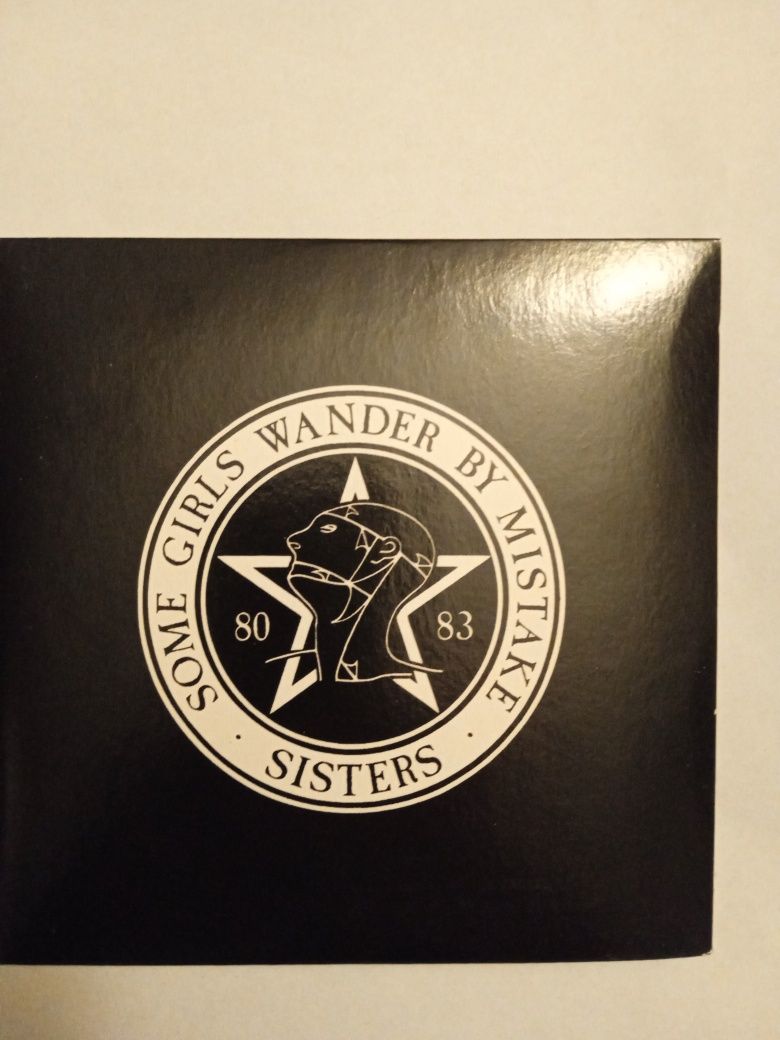 SOME GIRLS WANDER BY MISTAKE
80 83
· SISTERS ·